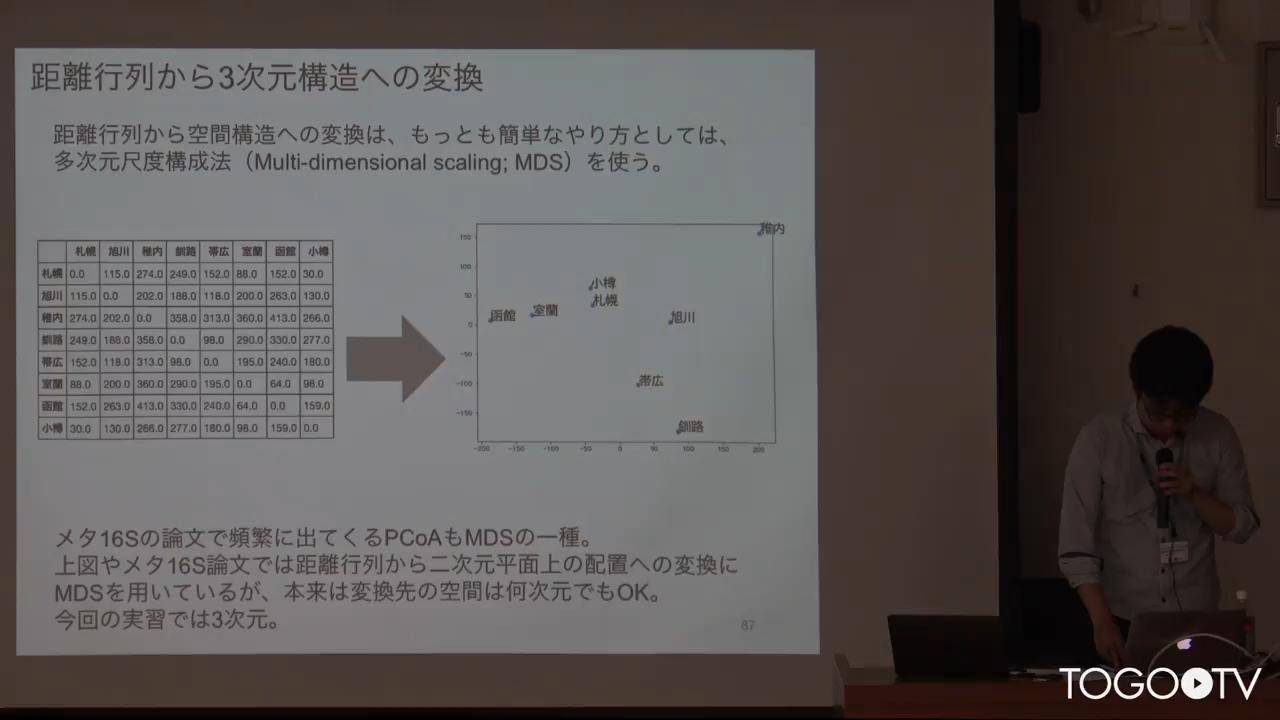 距離行列から3次元構造への変換
距離行列から空間構造への変換は、もっとも簡単なやり方としては、
多次元尺度構成法（Multi-dimensional scaling; MDS）を使う。
札幌 旭川 稚内 釧路 帯広 室蘭 函館 小樽
札幌 0.0 115.0 274.0 249.0 152.0 88.0 152.0 30.0
旭川 115.0 0.0 202.0 188.0 118.0 200.0 263.0 130.0
稚内 274.0 202.0 0.0 358.0 313.0 360.0 413.0 266.0
釧路 249.0 188.0 358.0 0.0 98.0 290.0 330.0 277.0
帯広 152.0 118.0 313.0 98.0 0.0 195.0 240.0 180.0
室蘭 88.0 200.0 360.0 290.0 195.0 0.0 64.0 98.0
函館 152.0 263.0 413.0 330.0 240.0 64.0 0.0 159.0
小樽 30.0 130.0 266.0 277.0 180.0 98.0 159.0 0.0
150
100
50
0
-50
-100
-150
稚内
小樽
札幌
室蘭
函館
旭川
帯広
釧路
-200 -150 -100 -50 0 50 100 150 200
メタ16Sの論文で頻繁に出てくるPCoAもMDSの一種。
上図やメタ16S論文では距離行列から二次元平面上の配置への変換に
MDSを用いているが、本来は変換先の空間は何次元でもOK。
今回の実習では3次元。
87
TOGOTV